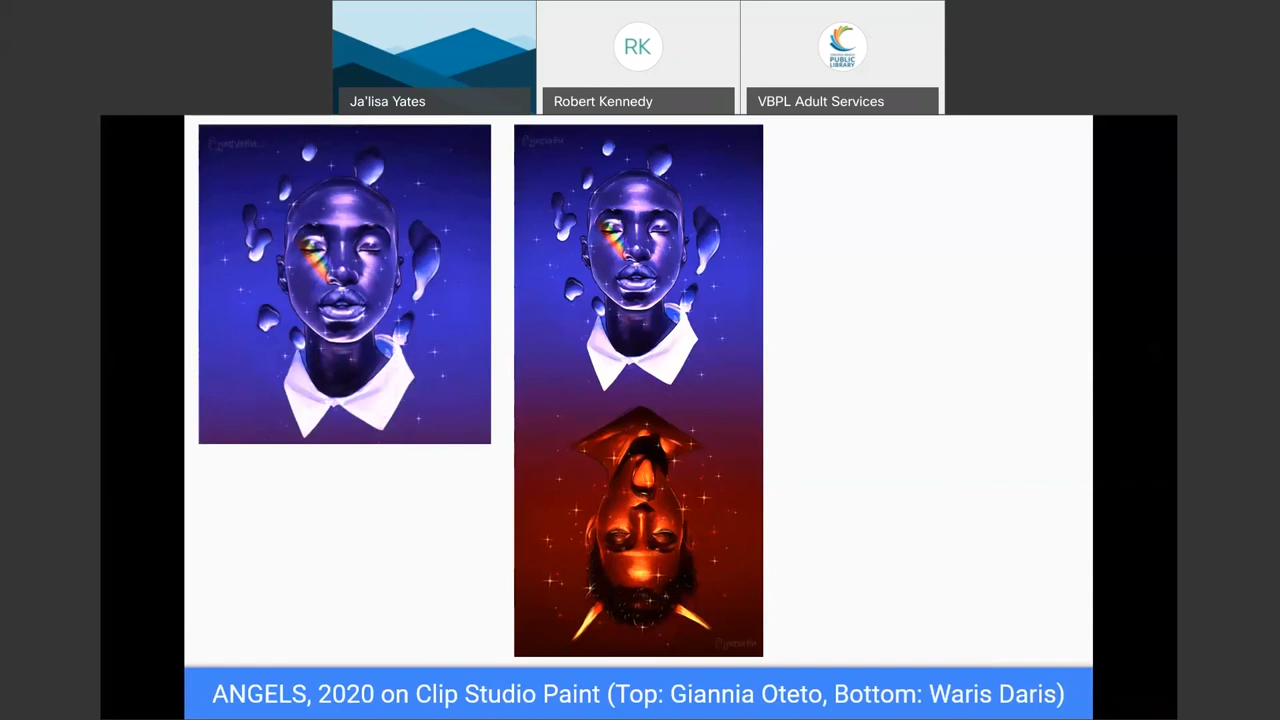 RK
PUBLIC
LIBRARY
Ja'lisa Yates
Robert Kennedy
VBPL Adult Services
ANGELS, 2020 on Clip Studio Paint (Top: Giannia Oteto, Bottom: Waris Daris)